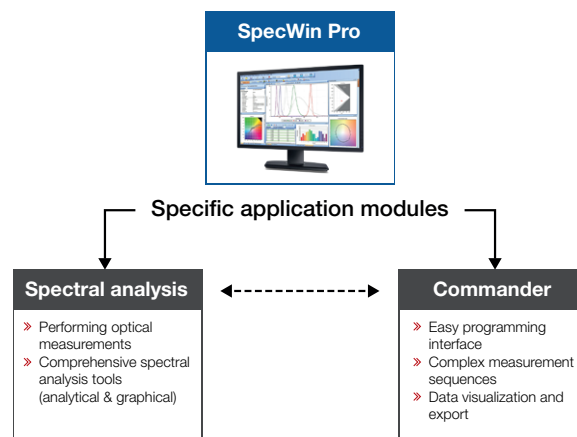 SpecWin Pro
Specific application modules
Spectral analysis
» Performing optical
measurements
» Comprehensive spectral
analysis tools
(analytical & graphical)
Commander
» Easy programming
interface
» Complex measurement
sequences
» Data visualization and
export